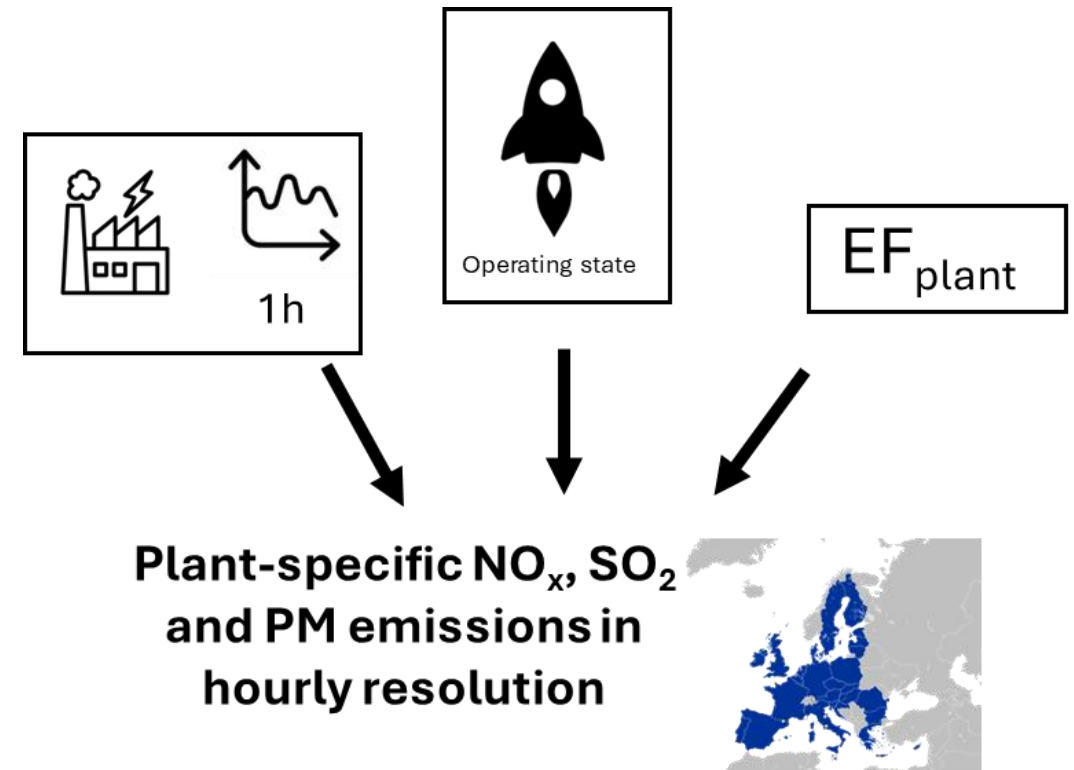 Operating state
1h
EFplant
Plant-specific NOx, SO2
and PM emissions in
hourly resolution